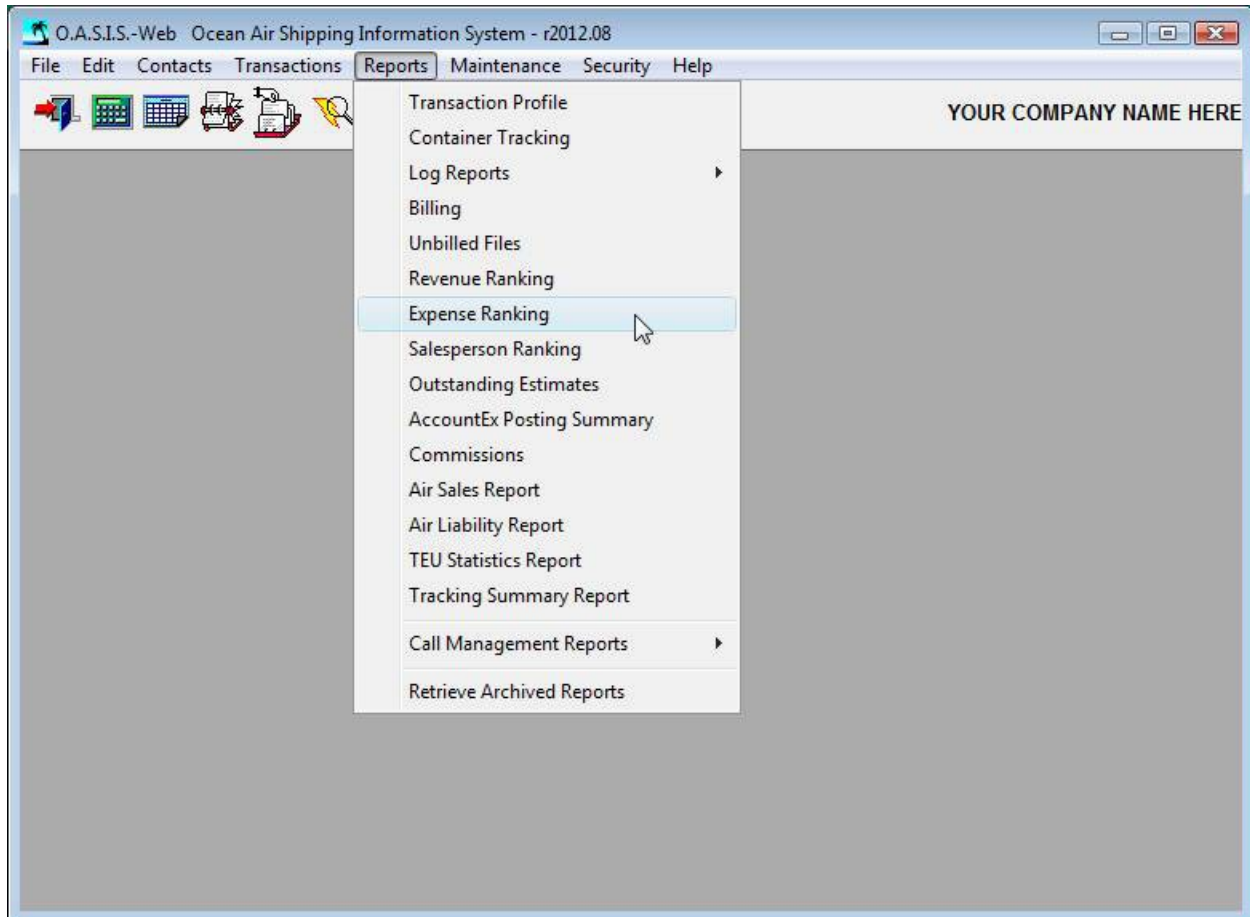 O.A.S.I.S.-Web Ocean Air Shipping Information System - r2012.08
File Edit Contacts Transactions Reports Maintenance Security Help
YOUR COMPANY NAME HERE
Transaction Profile
Container Tracking
Log Reports
Billing
Unbilled Files
Revenue Ranking
Expense Ranking
Salesperson Ranking
Outstanding Estimates
AccountEx Posting Summary
Commissions
Air Sales Report
Air Liability Report
TEU Statistics Report
Tracking Summary Report
Call Management Reports
Retrieve Archived Reports